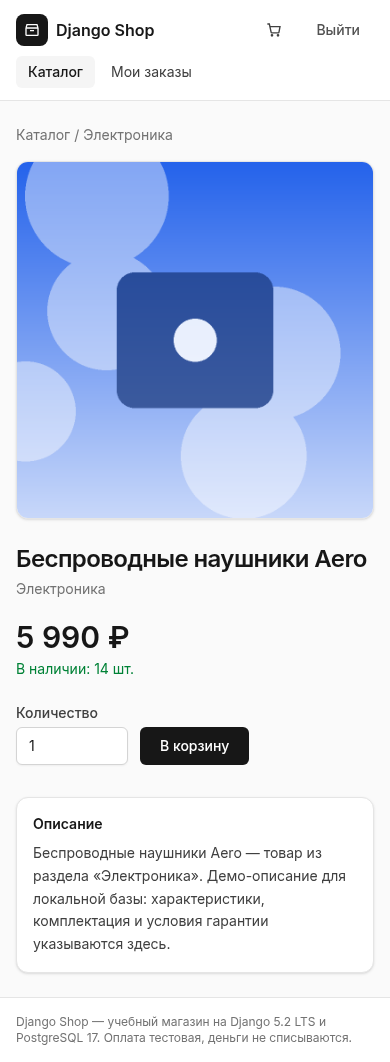 Django Shop
Выйти
Каталог
Мои заказы
Каталог / Электроника
Беспроводные наушники Aero
Электроника
5 990 ₽
В наличии: 14 шт.
Количество
1
В корзину
Описание
Беспроводные наушники Aero — товар из
раздела «Электроника». Демо-описание для
локальной базы: характеристики,
комплектация и условия гарантии
указываются здесь.
Django Shop — учебный магазин на Django 5.2 LTS и
PostgreSQL 17. Оплата тестовая, деньги не списываются.